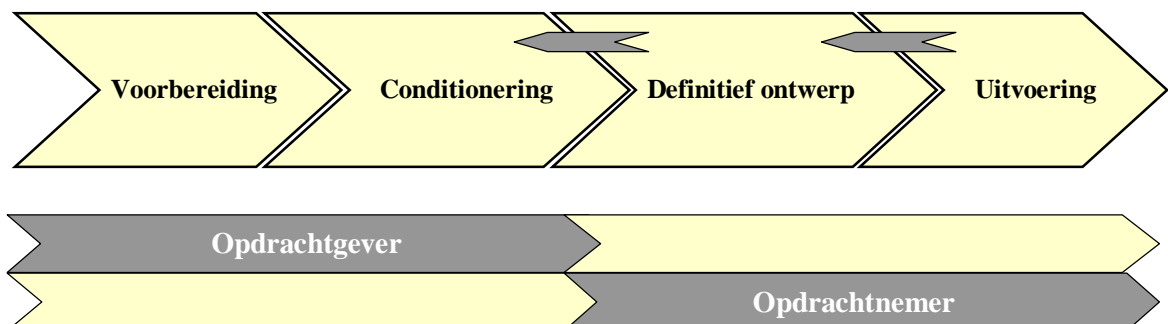 Voorbereiding Conditionering Definitief ontwerp Uitvoering
Opdrachtgever
Opdrachtnemer